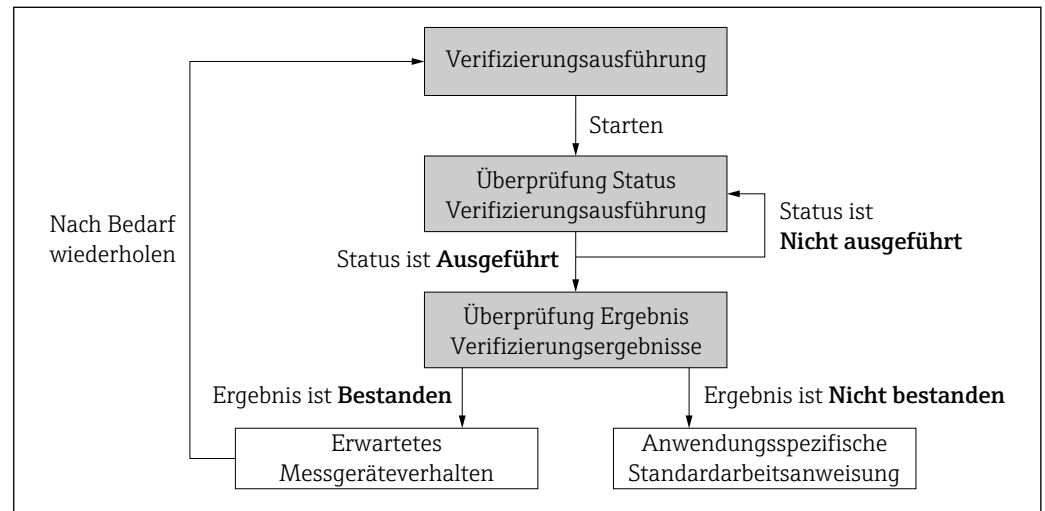 Verifizierungsausführung
Starten
Überprüfung Status
Verifizierungsausführung
Nach Bedarf
wiederholen
Status ist
Nicht ausgeführt
Status ist Ausgeführt
Überprüfung Ergebnis
Verifizierungsergebnisse
Ergebnis ist Bestanden
Ergebnis ist Nicht bestanden
Erwartetes
Messgeräteverhalten
Anwendungsspezifische
Standardarbeitsanweisung